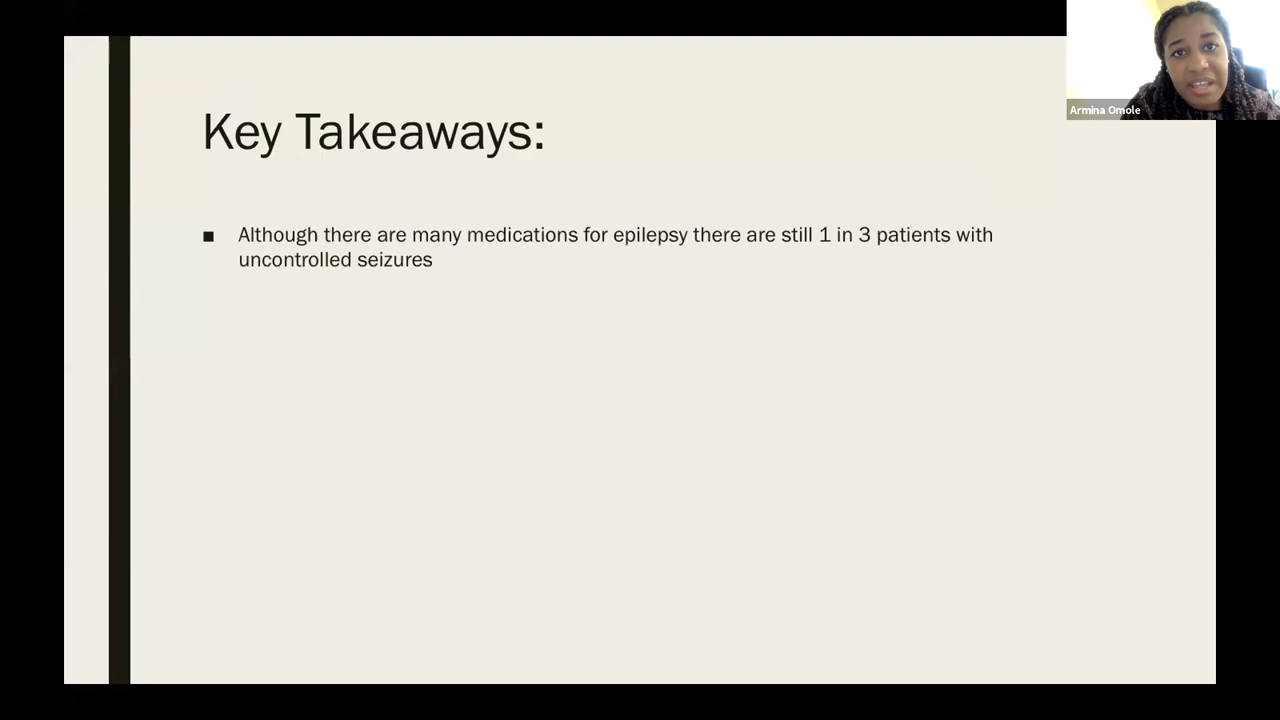 Armina Omole
Key Takeaways:
■ Although there are many medications for epilepsy there are still 1 in 3 patients with
uncontrolled seizures